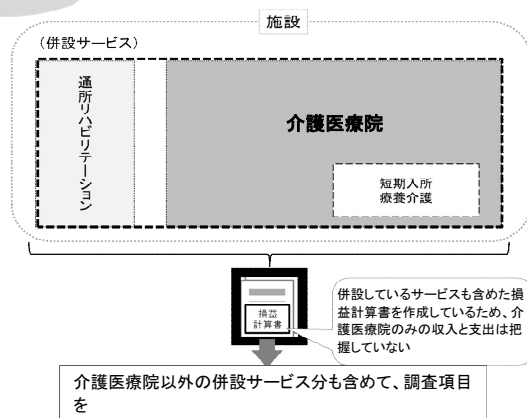 施設
(併設サービス)
通所リハビリテーション
介護医療院
短期入所
療養介護
損益
計算書
併設しているサービスも含めた損
益計算書を作成しているため、介
護医療院のみの収入と支出は把
握していない
介護医療院以外の併設サービス分も含めて、調査項目
を